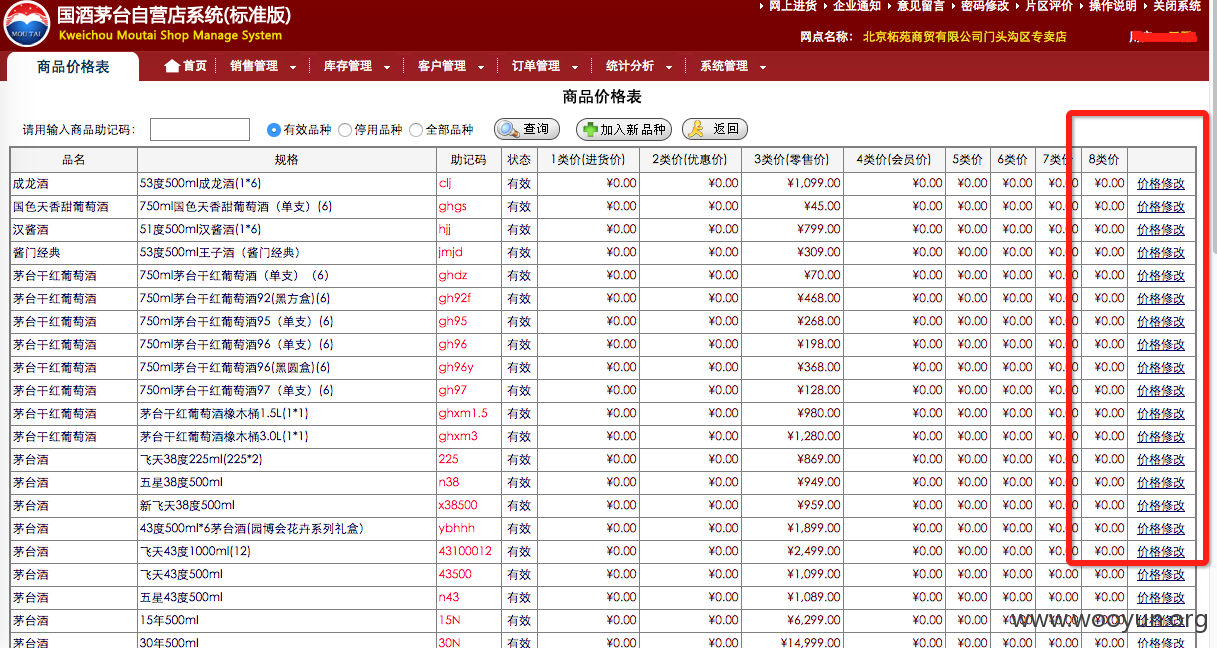 国酒茅台自营店系统(标准版)
Kweichou Moutai Shop Manage System
MOU TAI
网上进货 企业通知 意见留言 密码修改 片区评价 操作说明 关闭系统
网点名称： 北京柘苑商贸有限公司门头沟区专卖店
商品价格表 首页 销售管理 库存管理 客户管理 订单管理 统计分析 系统管理
商品价格表
请用输入商品助记码： 有效品种 停用品种 全部品种 查询 加入新品种 返回
品名 规格 助记码 状态 1类价(进货价) 2类价(优惠价) 3类价(零售价) 4类价(会员价) 5类价 6类价 7类价 8类价
成龙酒 53度500ml成龙酒(1*6) clj 有效 ¥0.00 ¥0.00 ¥1,099.00 ¥0.00 ¥0.00 ¥0.00 ¥0.00 ¥0.00 价格修改
国色天香甜葡萄酒 750ml国色天香甜葡萄酒（单支）(6) ghgs 有效 ¥0.00 ¥0.00 ¥45.00 ¥0.00 ¥0.00 ¥0.00 ¥0.00 ¥0.00 价格修改
汉酱酒 51度500ml汉酱酒(1*6) hjj 有效 ¥0.00 ¥0.00 ¥799.00 ¥0.00 ¥0.00 ¥0.00 ¥0.00 ¥0.00 价格修改
酱门经典 53度500ml王子酒（酱门经典） jmjd 有效 ¥0.00 ¥0.00 ¥309.00 ¥0.00 ¥0.00 ¥0.00 ¥0.00 ¥0.00 价格修改
茅台干红葡萄酒 750ml茅台干红葡萄酒（单支）（6） ghdz 有效 ¥0.00 ¥0.00 ¥70.00 ¥0.00 ¥0.00 ¥0.00 ¥0.00 ¥0.00 价格修改
茅台干红葡萄酒 750ml茅台干红葡萄酒92(黑方盒)(6) gh92f 有效 ¥0.00 ¥0.00 ¥468.00 ¥0.00 ¥0.00 ¥0.00 ¥0.00 ¥0.00 价格修改
茅台干红葡萄酒 750ml茅台干红葡萄酒95（单支）(6) gh95 有效 ¥0.00 ¥0.00 ¥268.00 ¥0.00 ¥0.00 ¥0.00 ¥0.00 ¥0.00 价格修改
茅台干红葡萄酒 750ml茅台干红葡萄酒96（单支）(6) gh96 有效 ¥0.00 ¥0.00 ¥198.00 ¥0.00 ¥0.00 ¥0.00 ¥0.00 ¥0.00 价格修改
茅台干红葡萄酒 750ml茅台干红葡萄酒96(黑圆盒)(6) gh96y 有效 ¥0.00 ¥0.00 ¥368.00 ¥0.00 ¥0.00 ¥0.00 ¥0.00 ¥0.00 价格修改
茅台干红葡萄酒 750ml茅台干红葡萄酒97（单支）(6) gh97 有效 ¥0.00 ¥0.00 ¥128.00 ¥0.00 ¥0.00 ¥0.00 ¥0.00 ¥0.00 价格修改
茅台干红葡萄酒 茅台干红葡萄酒橡木桶1.5L(1*1) ghxm1.5 有效 ¥0.00 ¥0.00 ¥980.00 ¥0.00 ¥0.00 ¥0.00 ¥0.00 ¥0.00 价格修改
茅台干红葡萄酒 茅台干红葡萄酒橡木桶3.0L(1*1) ghxm3 有效 ¥0.00 ¥0.00 ¥1,280.00 ¥0.00 ¥0.00 ¥0.00 ¥0.00 ¥0.00 价格修改
茅台酒 飞天38度225ml(225*2) 225 有效 ¥0.00 ¥0.00 ¥869.00 ¥0.00 ¥0.00 ¥0.00 ¥0.00 ¥0.00 价格修改
茅台酒 五星38度500ml n38 有效 ¥0.00 ¥0.00 ¥949.00 ¥0.00 ¥0.00 ¥0.00 ¥0.00 ¥0.00 价格修改
茅台酒 新飞天38度500ml x38500 有效 ¥0.00 ¥0.00 ¥959.00 ¥0.00 ¥0.00 ¥0.00 ¥0.00 ¥0.00 价格修改
茅台酒 43度500ml*6茅台酒(园博会花卉系列礼盒） ybhhh 有效 ¥0.00 ¥0.00 ¥1,899.00 ¥0.00 ¥0.00 ¥0.00 ¥0.00 ¥0.00 价格修改
茅台酒 飞天43度1000ml(12) 43100012 有效 ¥0.00 ¥0.00 ¥2,499.00 ¥0.00 ¥0.00 ¥0.00 ¥0.00 ¥0.00 价格修改
茅台酒 飞天43度500ml 43500 有效 ¥0.00 ¥0.00 ¥1,099.00 ¥0.00 ¥0.00 ¥0.00 ¥0.00 ¥0.00 价格修改
茅台酒 五星43度500ml n43 有效 ¥0.00 ¥0.00 ¥1,089.00 ¥0.00 ¥0.00 ¥0.00 ¥0.00 ¥0.00 价格修改
茅台酒 15年500ml 15N 有效 ¥0.00 ¥0.00 ¥6,299.00 ¥0.00 ¥0.00 ¥0.00 ¥0.00 ¥0.00 价格修改
茅台酒 30年500ml 30N 有效 ¥0.00 ¥0.00 ¥14,999.00 ¥0.00 ¥0.00 ¥0.00 ¥0.00 ¥0.00 价格修改
www.wooyun.org